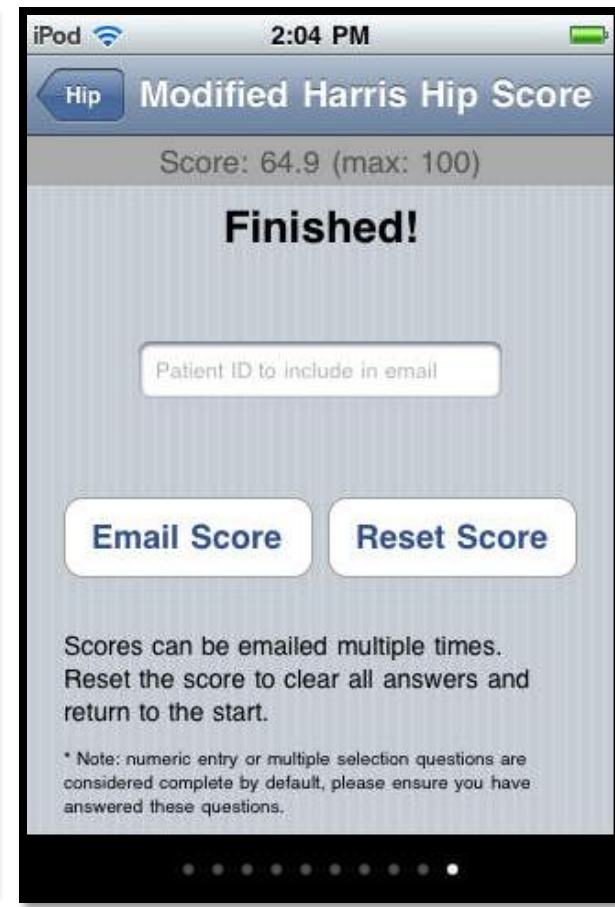 iPod 2:04 PM
Hip Modified Harris Hip Score
Score: 64.9 (max: 100)
Finished!
Patient ID to include in email
Email Score Reset Score
Scores can be emailed multiple times.
Reset the score to clear all answers and
return to the start.
* Note: numeric entry or multiple selection questions are
considered complete by default, please ensure you have
answered these questions.